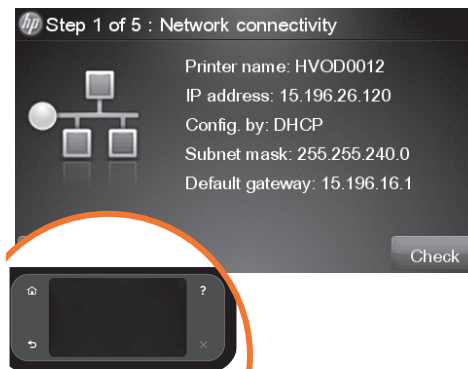 hp Step 1 of 5 : Network connectivity
Printer name: HVOD0012
IP address: 15.196.26.120
Config. by: DHCP
Subnet mask: 255.255.240.0
Default gateway: 15.196.16.1
Check
?